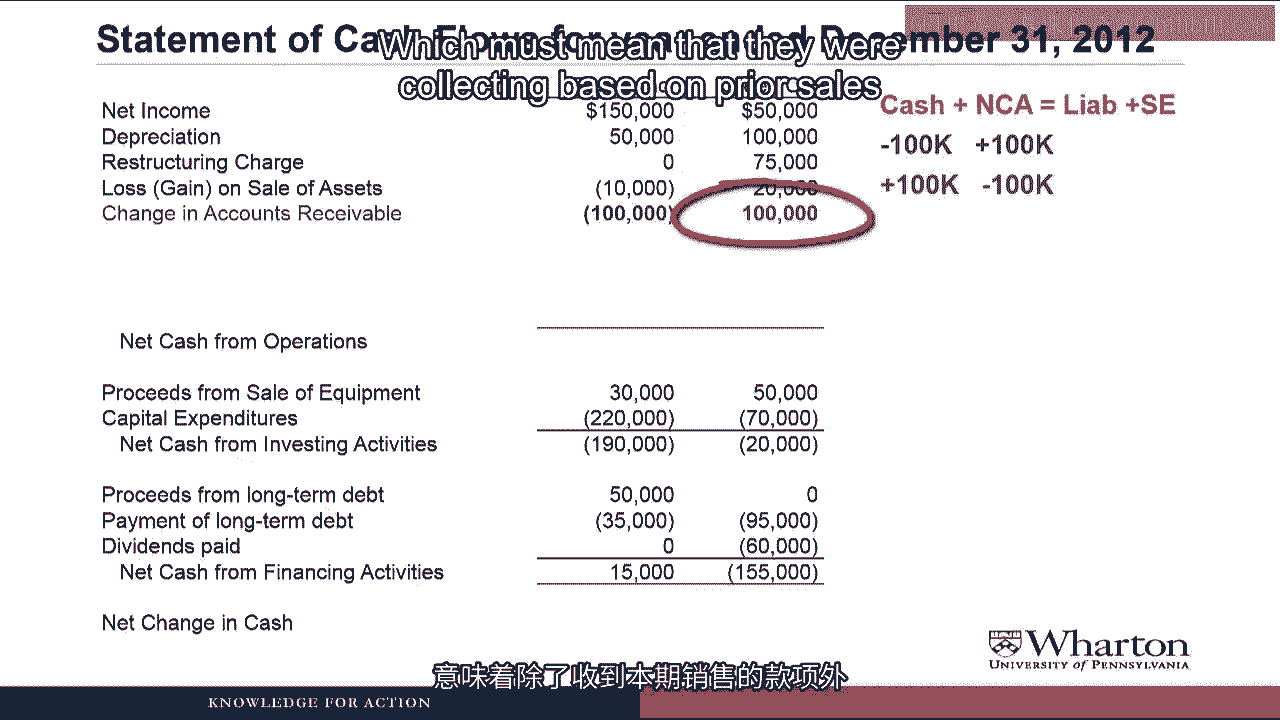 Statement of Cash Flows for year ended December 31, 2012
Which must mean that they were
collecting based on prior sales
Net Income $150,000 $50,000
Depreciation 50,000 100,000
Restructuring Charge 0 75,000
Loss (Gain) on Sale of Assets (10,000) 20,000
Change in Accounts Receivable (100,000) 100,000
Cash + NCA = Liab +SE
-100K +100K
+100K -100K
Net Cash from Operations
Proceeds from Sale of Equipment 30,000 50,000
Capital Expenditures (220,000) (70,000)
Net Cash from Investing Activities (190,000) (20,000)
Proceeds from long-term debt 50,000 0
Payment of long-term debt (35,000) (95,000)
Dividends paid 0 (60,000)
Net Cash from Financing Activities 15,000 (155,000)
Net Change in Cash
Wharton
UNIVERSITY of PENNSYLVANIA
意味着除了收到本期销售的款项外
KNOWLEDGE FOR ACTION